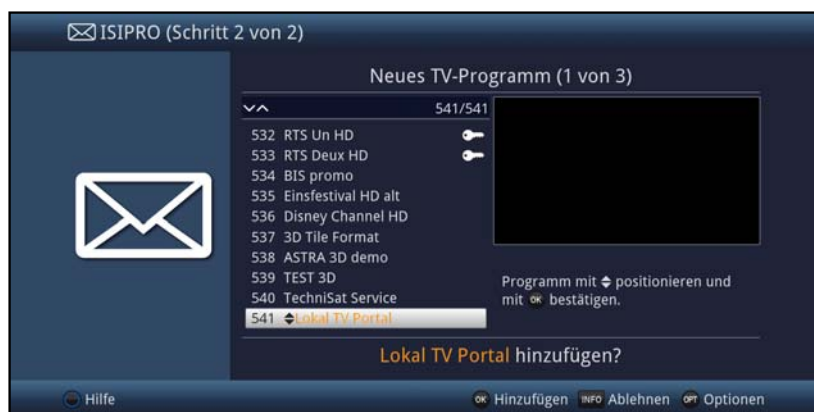 ISIPRO (Schritt 2 von 2)
Neues TV-Programm (1 von 3)
541/541
532 RTS Un HD
533 RTS Deux HD
534 BIS promo
535 Einsfestival HD alt
536 Disney Channel HD
537 3D Tile Format
538 ASTRA 3D demo
539 TEST 3D
540 TechniSat Service
541 Lokal TV Portal
Programm mit positionieren und
mit OK bestätigen.
Lokal TV Portal hinzufügen?
Hilfe
OK Hinzufügen INFO Ablehnen OPT Optionen